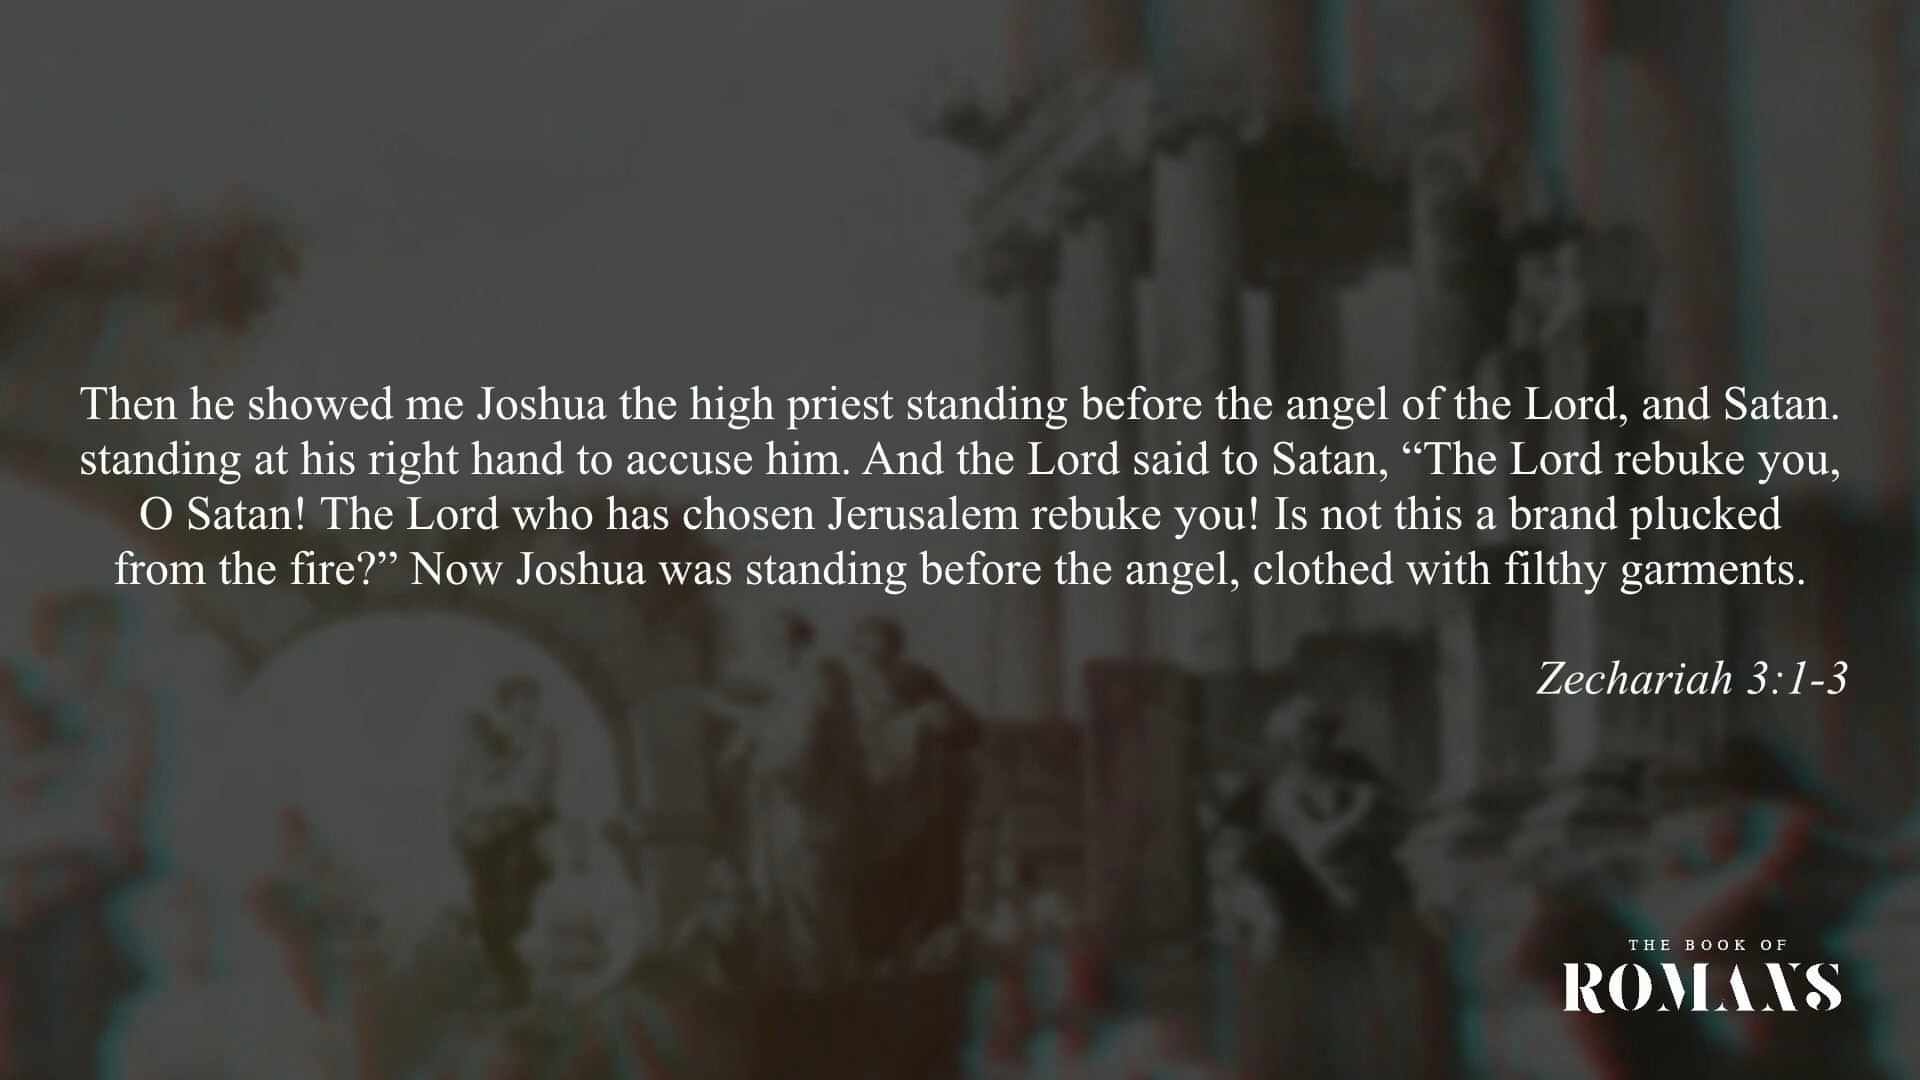 Then he showed me Joshua the high priest standing before the angel of the Lord, and Satan.
standing at his right hand to accuse him. And the Lord said to Satan, “The Lord rebuke you,
O Satan! The Lord who has chosen Jerusalem rebuke you! Is not this a brand plucked
from the fire?” Now Joshua was standing before the angel, clothed with filthy garments.
Zechariah 3:1-3
THE BOOK OF
ROMANS